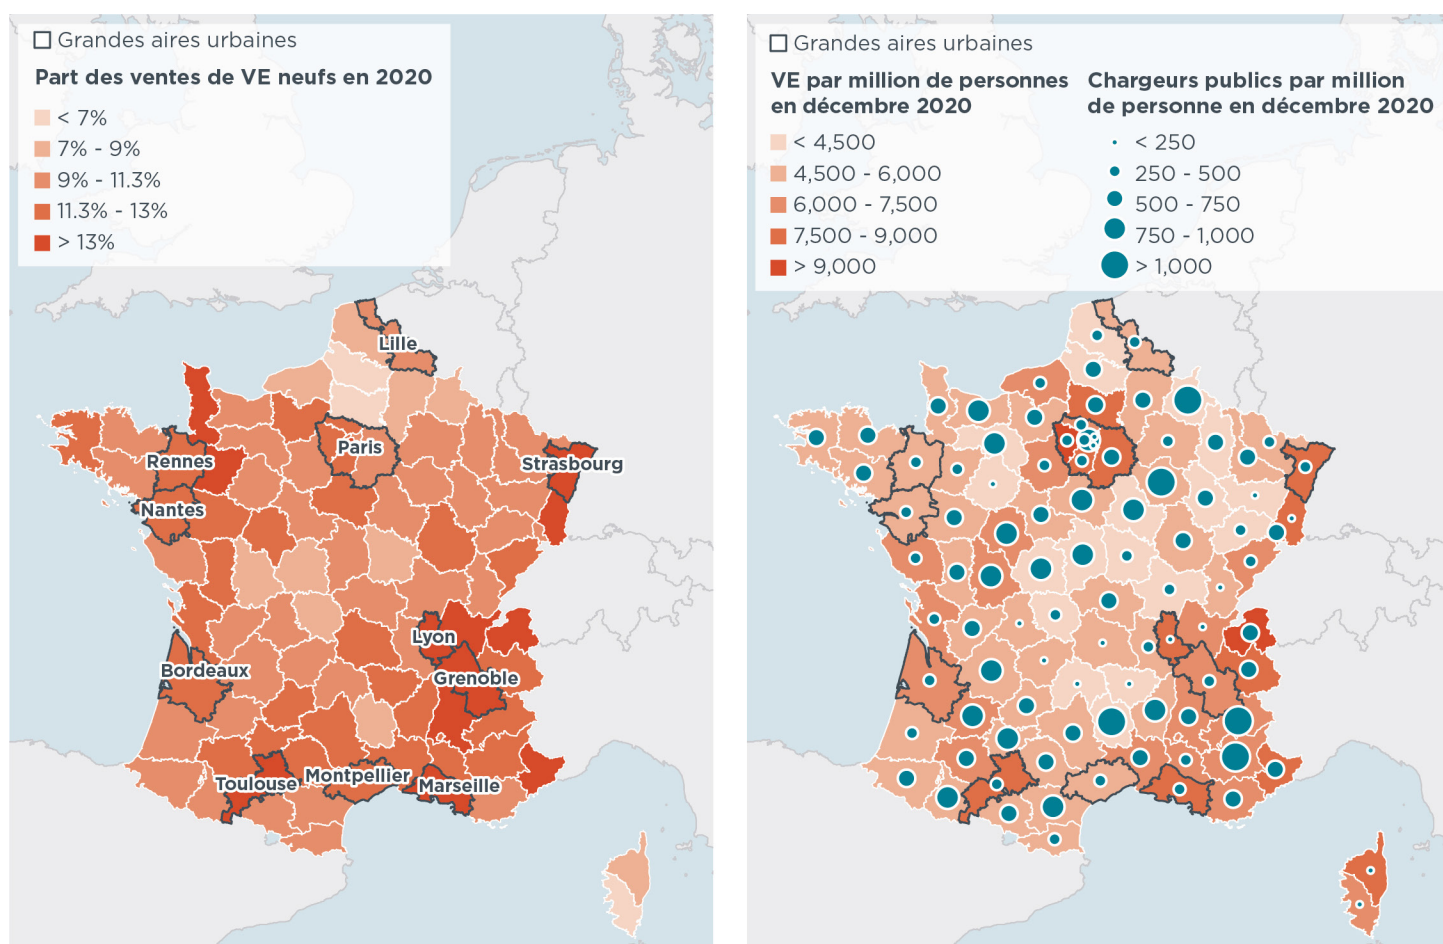 Grandes aires urbaines
Part des ventes de VE neufs en 2020
< 7%
7% - 9%
9% - 11.3%
11.3% - 13%
> 13%
Lille
Paris
Rennes
Strasbourg
Nantes
Lyon
Bordeaux
Grenoble
Toulouse
Montpellier
Marseille
Grandes aires urbaines
VE par million de personnes
en décembre 2020
< 4,500
4,500 - 6,000
6,000 - 7,500
7,500 - 9,000
> 9,000
Chargeurs publics par million
de personne en décembre 2020
< 250
250 - 500
500 - 750
750 - 1,000
> 1,000